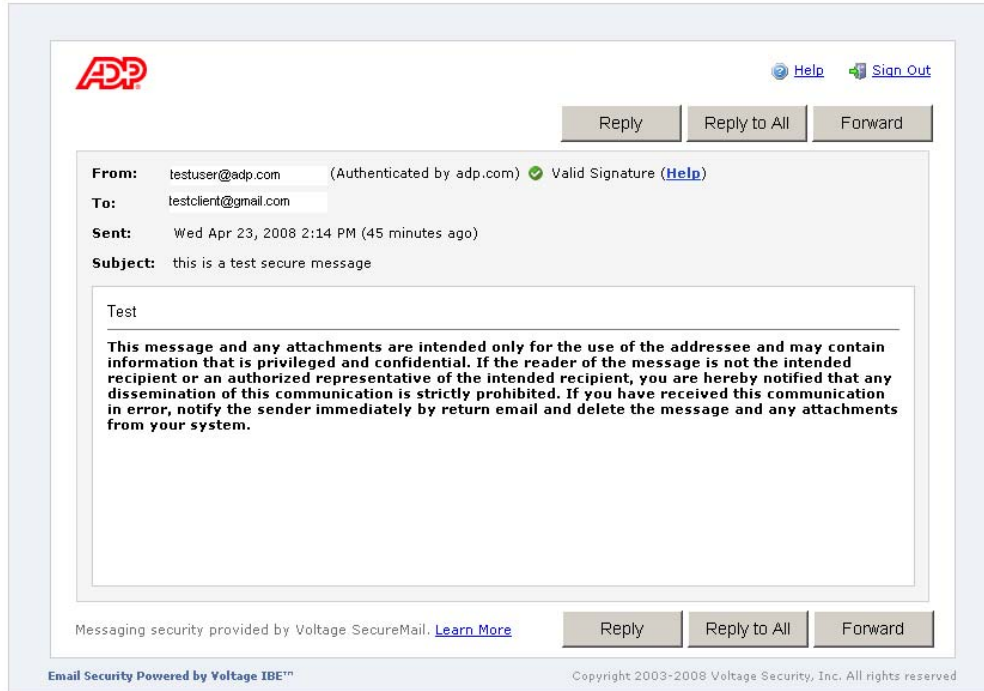 ADP
Help Sign Out
Reply Reply to All Forward
From: testuser@adp.com (Authenticated by adp.com) Valid Signature (Help)
To: testclient@gmail.com
Sent: Wed Apr 23, 2008 2:14 PM (45 minutes ago)
Subject: this is a test secure message
Test
This message and any attachments are intended only for the use of the addressee and may contain
information that is privileged and confidential. If the reader of the message is not the intended
recipient or an authorized representative of the intended recipient, you are hereby notified that any
dissemination of this communication is strictly prohibited. If you have received this communication
in error, notify the sender immediately by return email and delete the message and any attachments
from your system.
Messaging security provided by Voltage SecureMail. Learn More
Reply Reply to All Forward
Email Security Powered by Voltage IBE™
Copyright 2003-2008 Voltage Security, Inc. All rights reserved